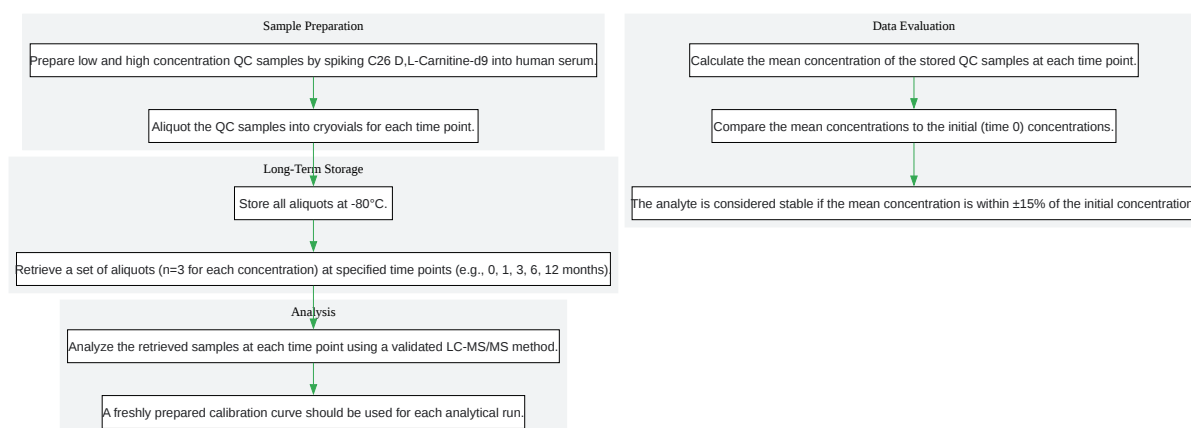 Sample Preparation
Prepare low and high concentration QC samples by spiking C26 D,L-Carnitine-d9 into human serum.
Aliquot the QC samples into cryovials for each time point.
Long-Term Storage
Store all aliquots at -80°C.
Retrieve a set of aliquots (n=3 for each concentration) at specified time points (e.g., 0, 1, 3, 6, 12 months).
Analysis
Analyze the retrieved samples at each time point using a validated LC-MS/MS method.
A freshly prepared calibration curve should be used for each analytical run.
Data Evaluation
Calculate the mean concentration of the stored QC samples at each time point.
Compare the mean concentrations to the initial (time 0) concentrations.
The analyte is considered stable if the mean concentration is within ±15% of the initial concentration